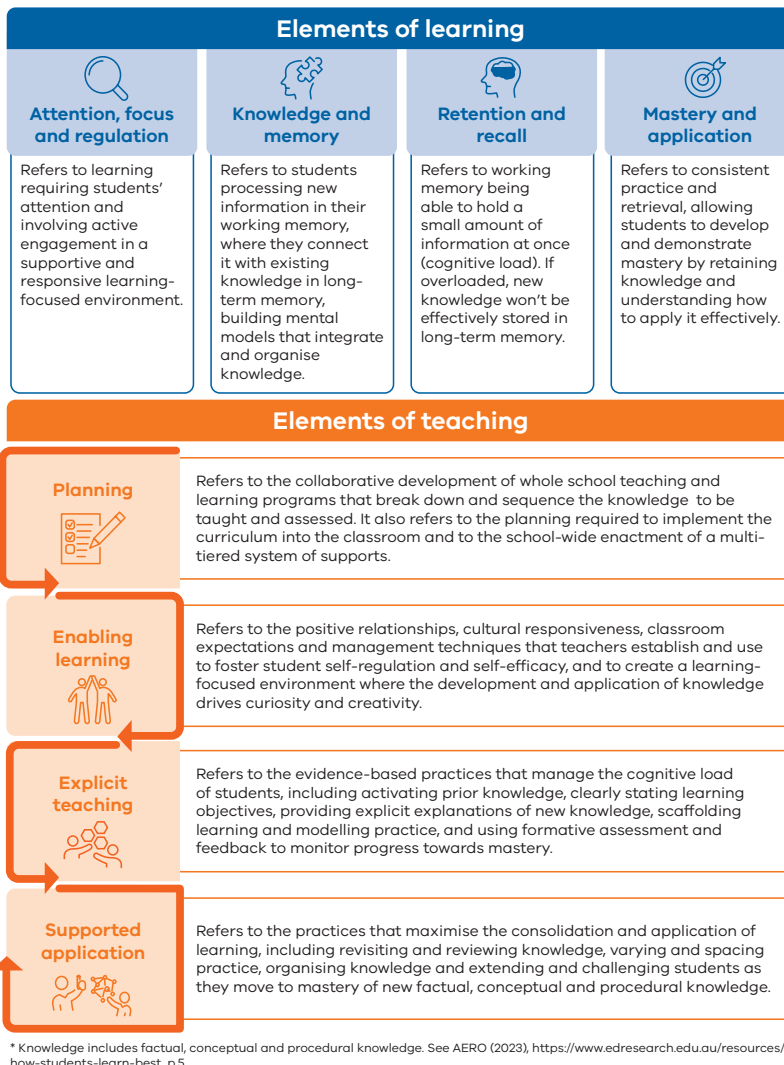 Elements of learning
Attention, focus
and regulation
Refers to learning
requiring students’
attention and
involving active
engagement in a
supportive and
responsive learning-
focused environment.
Knowledge and
memory
Refers to students
processing new
information in their
working memory,
where they connect
it with existing
knowledge in long-
term memory,
building mental
models that integrate
and organise
knowledge.
Retention and
recall
Refers to working
memory being
able to hold a
small amount of
information at once
(cognitive load). If
overloaded, new
knowledge won’t be
effectively stored in
long-term memory.
Mastery and
application
Refers to consistent
practice and
retrieval, allowing
students to develop
and demonstrate
mastery by retaining
knowledge and
understanding how
to apply it effectively.
Elements of teaching
Planning
Refers to the collaborative development of whole school teaching and
learning programs that break down and sequence the knowledge to be
taught and assessed. It also refers to the planning required to implement the
curriculum into the classroom and to the school-wide enactment of a multi-
tiered system of supports.
Enabling
learning
Refers to the positive relationships, cultural responsiveness, classroom
expectations and management techniques that teachers establish and use
to foster student self-regulation and self-efficacy, and to create a learning-
focused environment where the development and application of knowledge
drives curiosity and creativity.
Explicit
teaching
Refers to the evidence-based practices that manage the cognitive load
of students, including activating prior knowledge, clearly stating learning
objectives, providing explicit explanations of new knowledge, scaffolding
learning and modelling practice, and using formative assessment and
feedback to monitor progress towards mastery.
Supported
application
Refers to the practices that maximise the consolidation and application of
learning, including revisiting and reviewing knowledge, varying and spacing
practice, organising knowledge and extending and challenging students as
they move to mastery of new factual, conceptual and procedural knowledge.
* Knowledge includes factual, conceptual and procedural knowledge. See AERO (2023), https://www.edresearch.edu.au/resources/
how-students-learn-best, p.5